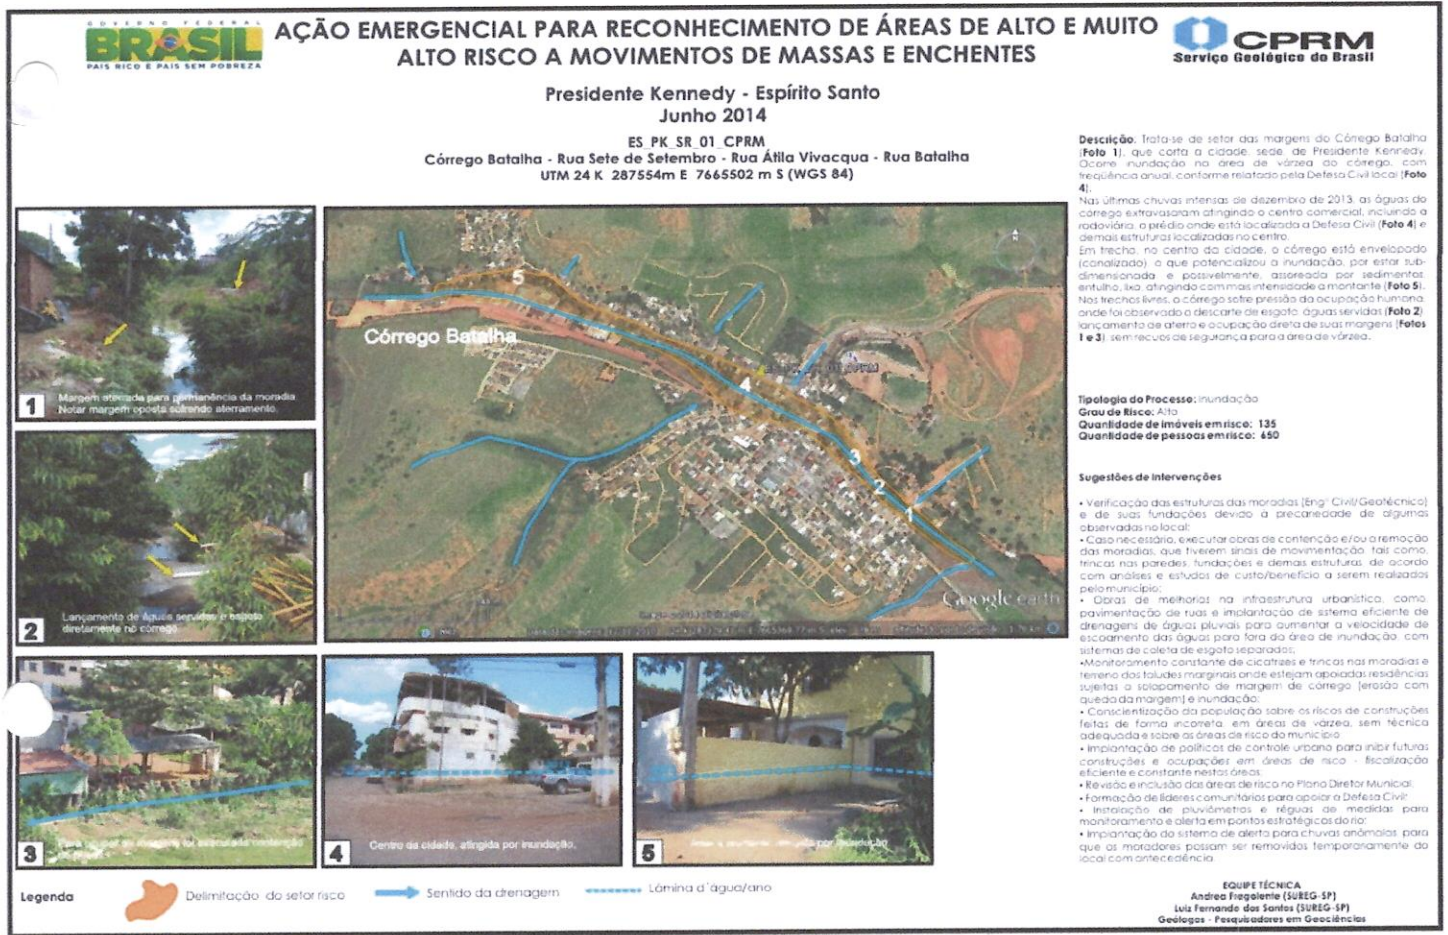 GOVERNO FEDERAL
BRASIL
PAÍS RICO É PAÍS SEM POBREZA
AÇÃO EMERGENCIAL PARA RECONHECIMENTO DE ÁREAS DE ALTO E MUITO
ALTO RISCO A MOVIMENTOS DE MASSAS E ENCHENTES
CPRM
Serviço Geológico do Brasil
Presidente Kennedy - Espírito Santo
Junho 2014
ES_PK_SR_01_CPRM
Córrego Batalha - Rua Sete de Setembro - Rua Átila Vivacqua - Rua Batalha
UTM 24 K 287554m E 7665502 m S (WGS 84)
Descrição: Trata-se de setor das margens do Córrego Batalha
(Foto 1), que corta a cidade, sede, de Presidente Kennedy.
Ocorre inundação na área de várzea do córrego, com
freqüência anual, conforme relatado pela Defesa Civil local (Foto
4).
Nas últimas chuvas intensas de dezembro de 2013, as águas do
córrego extravasaram atingindo o centro comercial, incluindo a
rodoviária, o prédio onde está localizada a Defesa Civil (Foto 4) e
demais estruturas localizadas no centro.
Em trecho, no centro da cidade, o córrego está envelopado
(canalizado), o que potencializou a inundação, por estar sub-
dimensionada e possivelmente, assoreada por sedimentos,
entulho, lixo, atingindo com mais intensidade a montante (Foto 5).
Nos trechos livres, o córrego sofre pressão da ocupação humana,
onde foi observado o descarte de esgoto, águas servidas (Foto 2)
lançamento de aterro e ocupação direta de suas margens (Fotos
1 e 3), sem recuos de segurança para a área de várzea.
Tipologia do Processo: Inundação
Grau de Risco: Alto
Quantidade de imóveis em risco: 135
Quantidade de pessoas em risco: 650
Sugestões de Intervenções
• Verificação das estruturas das moradias (Engº Civil/Geotécnico)
e de suas fundações devido à precariedade de algumas
observadas no local;
• Caso necessário, executar obras de contenção e/ou a remoção
das moradias, que tiverem sinais de movimentação, tais como,
trincas nas paredes, fundações e demais estruturas, de acordo
com análises e estudos de custo/benefício a serem realizados
pelo município;
• Obras de melhorias na infraestrutura urbanística, como,
pavimentação de ruas e implantação de sistema eficiente de
drenagens de águas pluviais para aumentar a velocidade de
escoamento das águas para fora da área de inundação, com
sistemas de coleta de esgoto separados;
•Monitoramento constante de cicatrizes e trincas nas moradias e
terreno dos taludes marginais onde estejam apoiadas residências
sujeitas a solapamento de margem de córrego (erosão com
queda da margem) e inundação;
• Conscientização da população sobre os riscos de construções
feitas de forma incorreta, em áreas de várzea, sem técnica
adequada e sobre as áreas de risco do município
• Implantação de políticas de controle urbano para inibir futuras
construções e ocupações em áreas de risco - fiscalização
eficiente e constante nestas áreas;
• Revisão e inclusão das áreas de risco no Plano Diretor Municipal;
• Formação de líderes comunitários para apoiar a Defesa Civil;
• Instalação de pluviômetros e réguas de medidas para
monitoramento e alerta em pontos estratégicos do rio;
• Implantação do sistema de alerta para chuvas anômalas, para
que os moradores possam ser removidos temporariamente do
local com antecedência.
EQUIPE TÉCNICA
Andrea Fregolente (SUREG-SP)
Luiz Fernando dos Santos (SUREG-SP)
Geólogos - Pesquisadores em Geociências
1
Margem aterrada para permanência da moradia.
Notar margem oposta sofrendo aterramento.
2
Lançamento de águas servidas e esgoto
diretamente no córrego.
Córrego Batalha
5
4
3
2
1
Google earth
3
4
Centro da cidade, atingida por inundação.
5
Legenda
Delimitação do setor risco
Sentido da drenagem
Lâmina d´água/ano